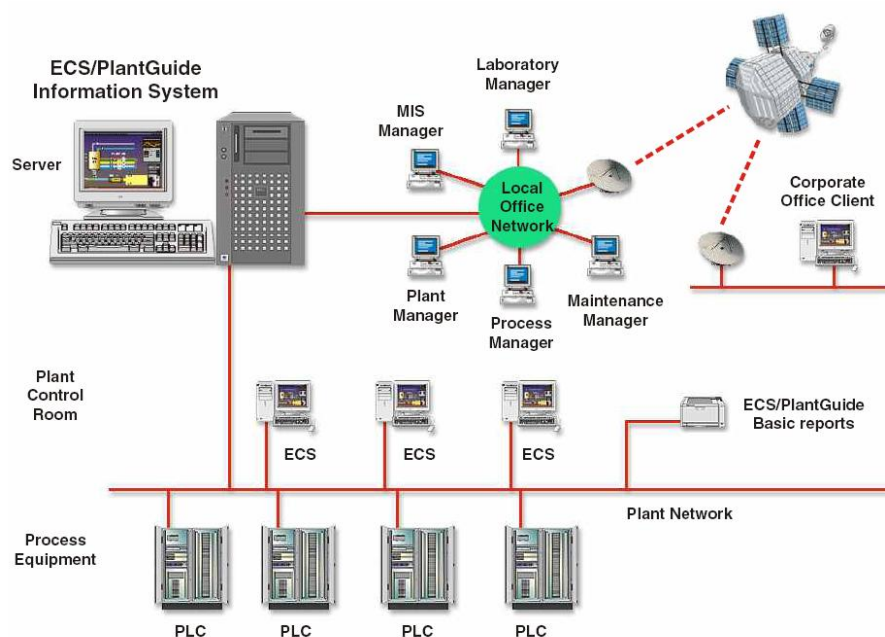 ECS/PlantGuide
Information System
Server
MIS
Manager
Laboratory
Manager
Local
Office
Network
Plant
Manager
Process
Manager
Maintenance
Manager
Corporate
Office Client
Plant
Control
Room
ECS
ECS
ECS
ECS/PlantGuide
Basic reports
Plant Network
Process
Equipment
PLC
PLC
PLC
PLC